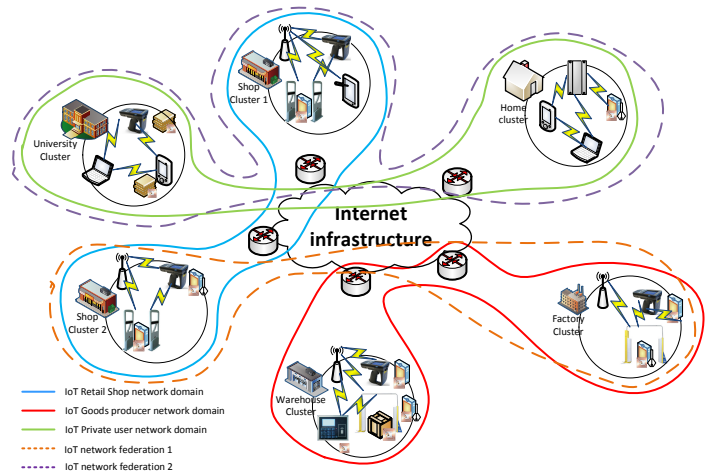 Shop
Cluster 1
Home
cluster
University
Cluster
Internet
infrastructure
Shop
Cluster 2
Factory
Cluster
Warehouse
Cluster
IoT Retail Shop network domain
IoT Goods producer network domain
IoT Private user network domain
IoT network federation 1
IoT network federation 2